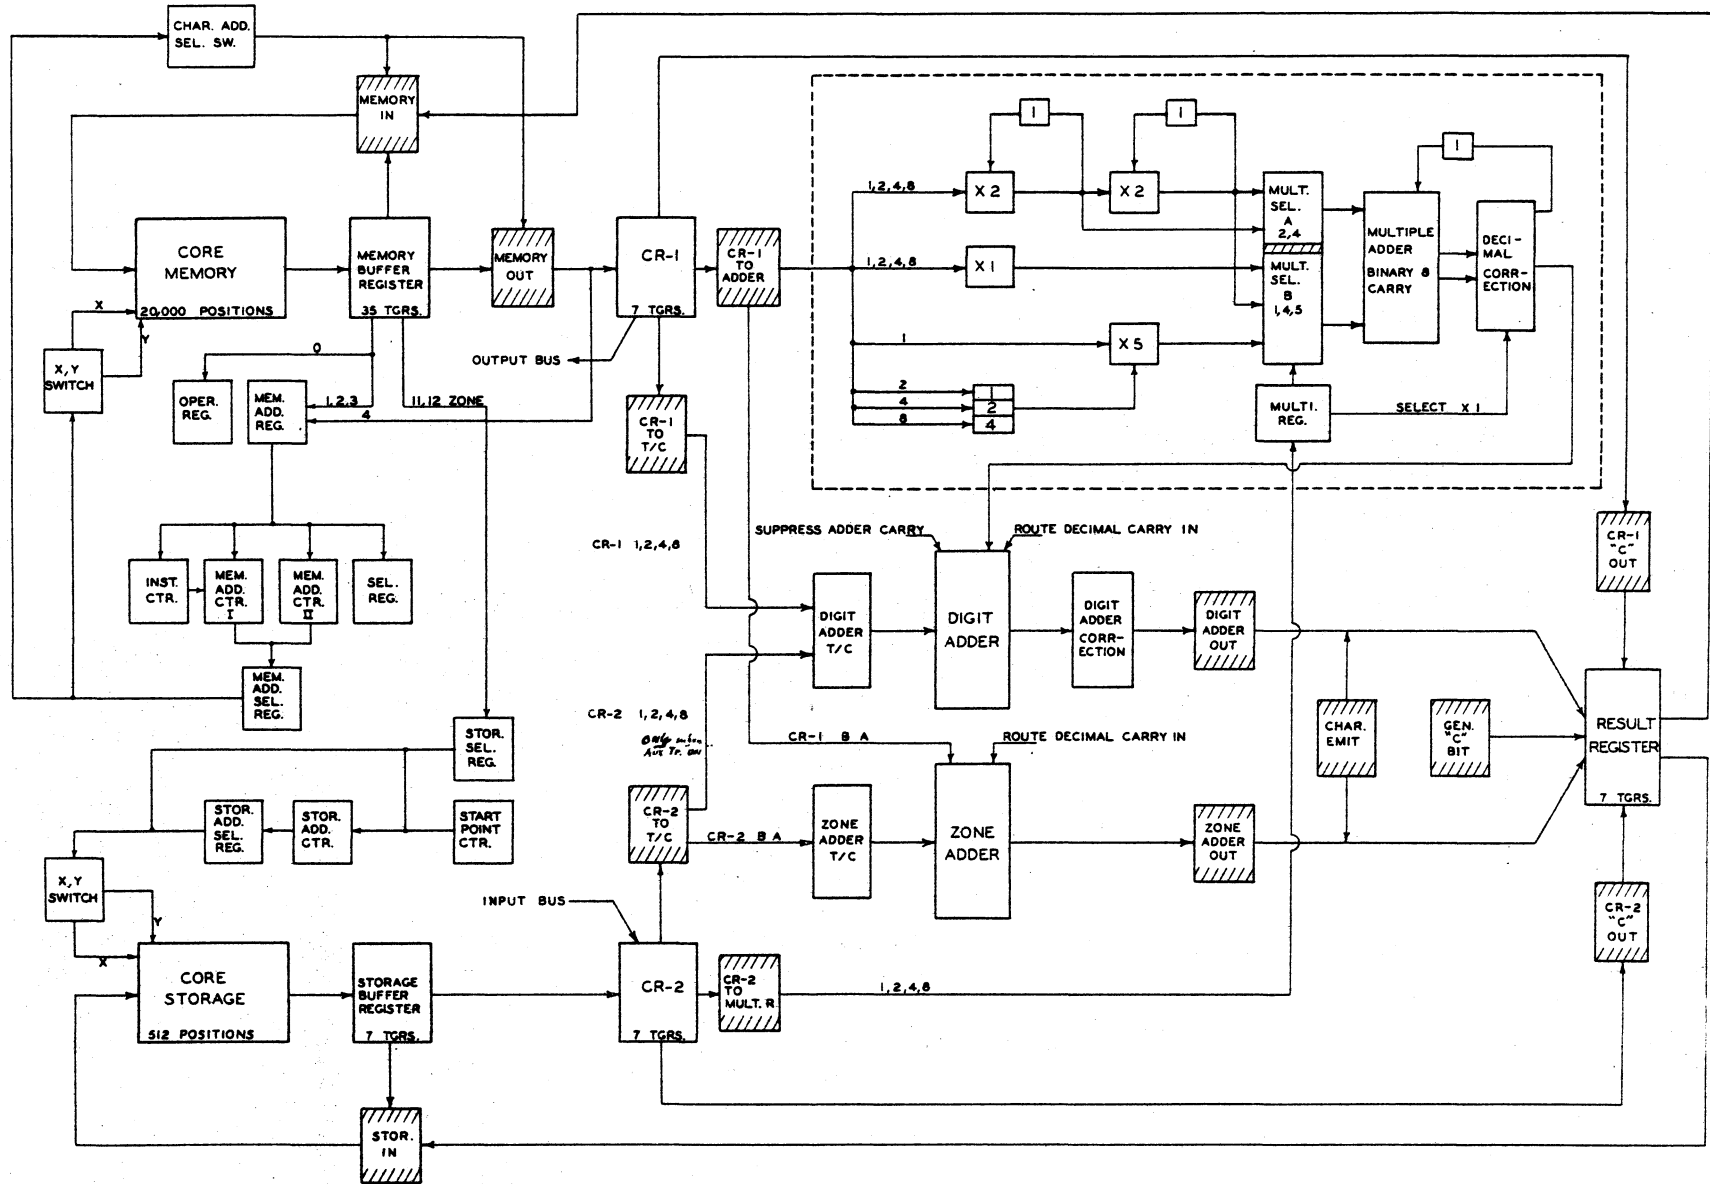 CHAR. ADD.
SEL. SW.
MEMORY
IN
CORE
MEMORY
20,000 POSITIONS
MEMORY
BUFFER
REGISTER
35 TGRS.
MEMORY
OUT
CR-1
7 TGRS.
CR-1
TO
ADDER
OUTPUT BUS
X
Y
X, Y
SWITCH
0
OPER.
REG.
MEM.
ADD.
REG.
1, 2, 3
4
11, 12 ZONE
CR-1
TO
T/C
1, 2, 4, 8
X 2
1
X 2
1
1, 2, 4, 8
X 1
1
X 5
2
4
8
1
2
4
MULT.
SEL.
A
2, 4
MULT.
SEL.
B
1, 4, 5
MULTIPLE
ADDER
BINARY 8
CARRY
1
DECI-
MAL
CORR-
ECTION
MULTI.
REG.
SELECT X 1
INST.
CTR.
MEM.
ADD.
CTR.
I
MEM.
ADD.
CTR.
II
SEL.
REG.
MEM.
ADD.
SEL.
REG.
CR-1 1, 2, 4, 8
SUPPRESS ADDER CARRY
ROUTE DECIMAL CARRY IN
DIGIT
ADDER
T/C
DIGIT
ADDER
DIGIT
ADDER
CORR-
ECTION
DIGIT
ADDER
OUT
CR-1
"C"
OUT
CR-2 1, 2, 4, 8
only when
Aux Tr. on
CR-1 B A
ROUTE DECIMAL CARRY IN
CHAR.
EMIT
GEN.
"C"
BIT
RESULT
REGISTER
7 TGRS.
STOR.
SEL.
REG.
STOR.
ADD.
SEL.
REG.
STOR.
ADD.
CTR.
START
POINT
CTR.
CR-2
TO
T/C
CR-2 B A
ZONE
ADDER
T/C
ZONE
ADDER
ZONE
ADDER
OUT
X, Y
SWITCH
Y
X
INPUT BUS
CR-2
"C"
OUT
CORE
STORAGE
512 POSITIONS
STORAGE
BUFFER
REGISTER
7 TGRS.
CR-2
7 TGRS.
CR-2
TO
MULT. R.
1, 2, 4, 8
STOR.
IN